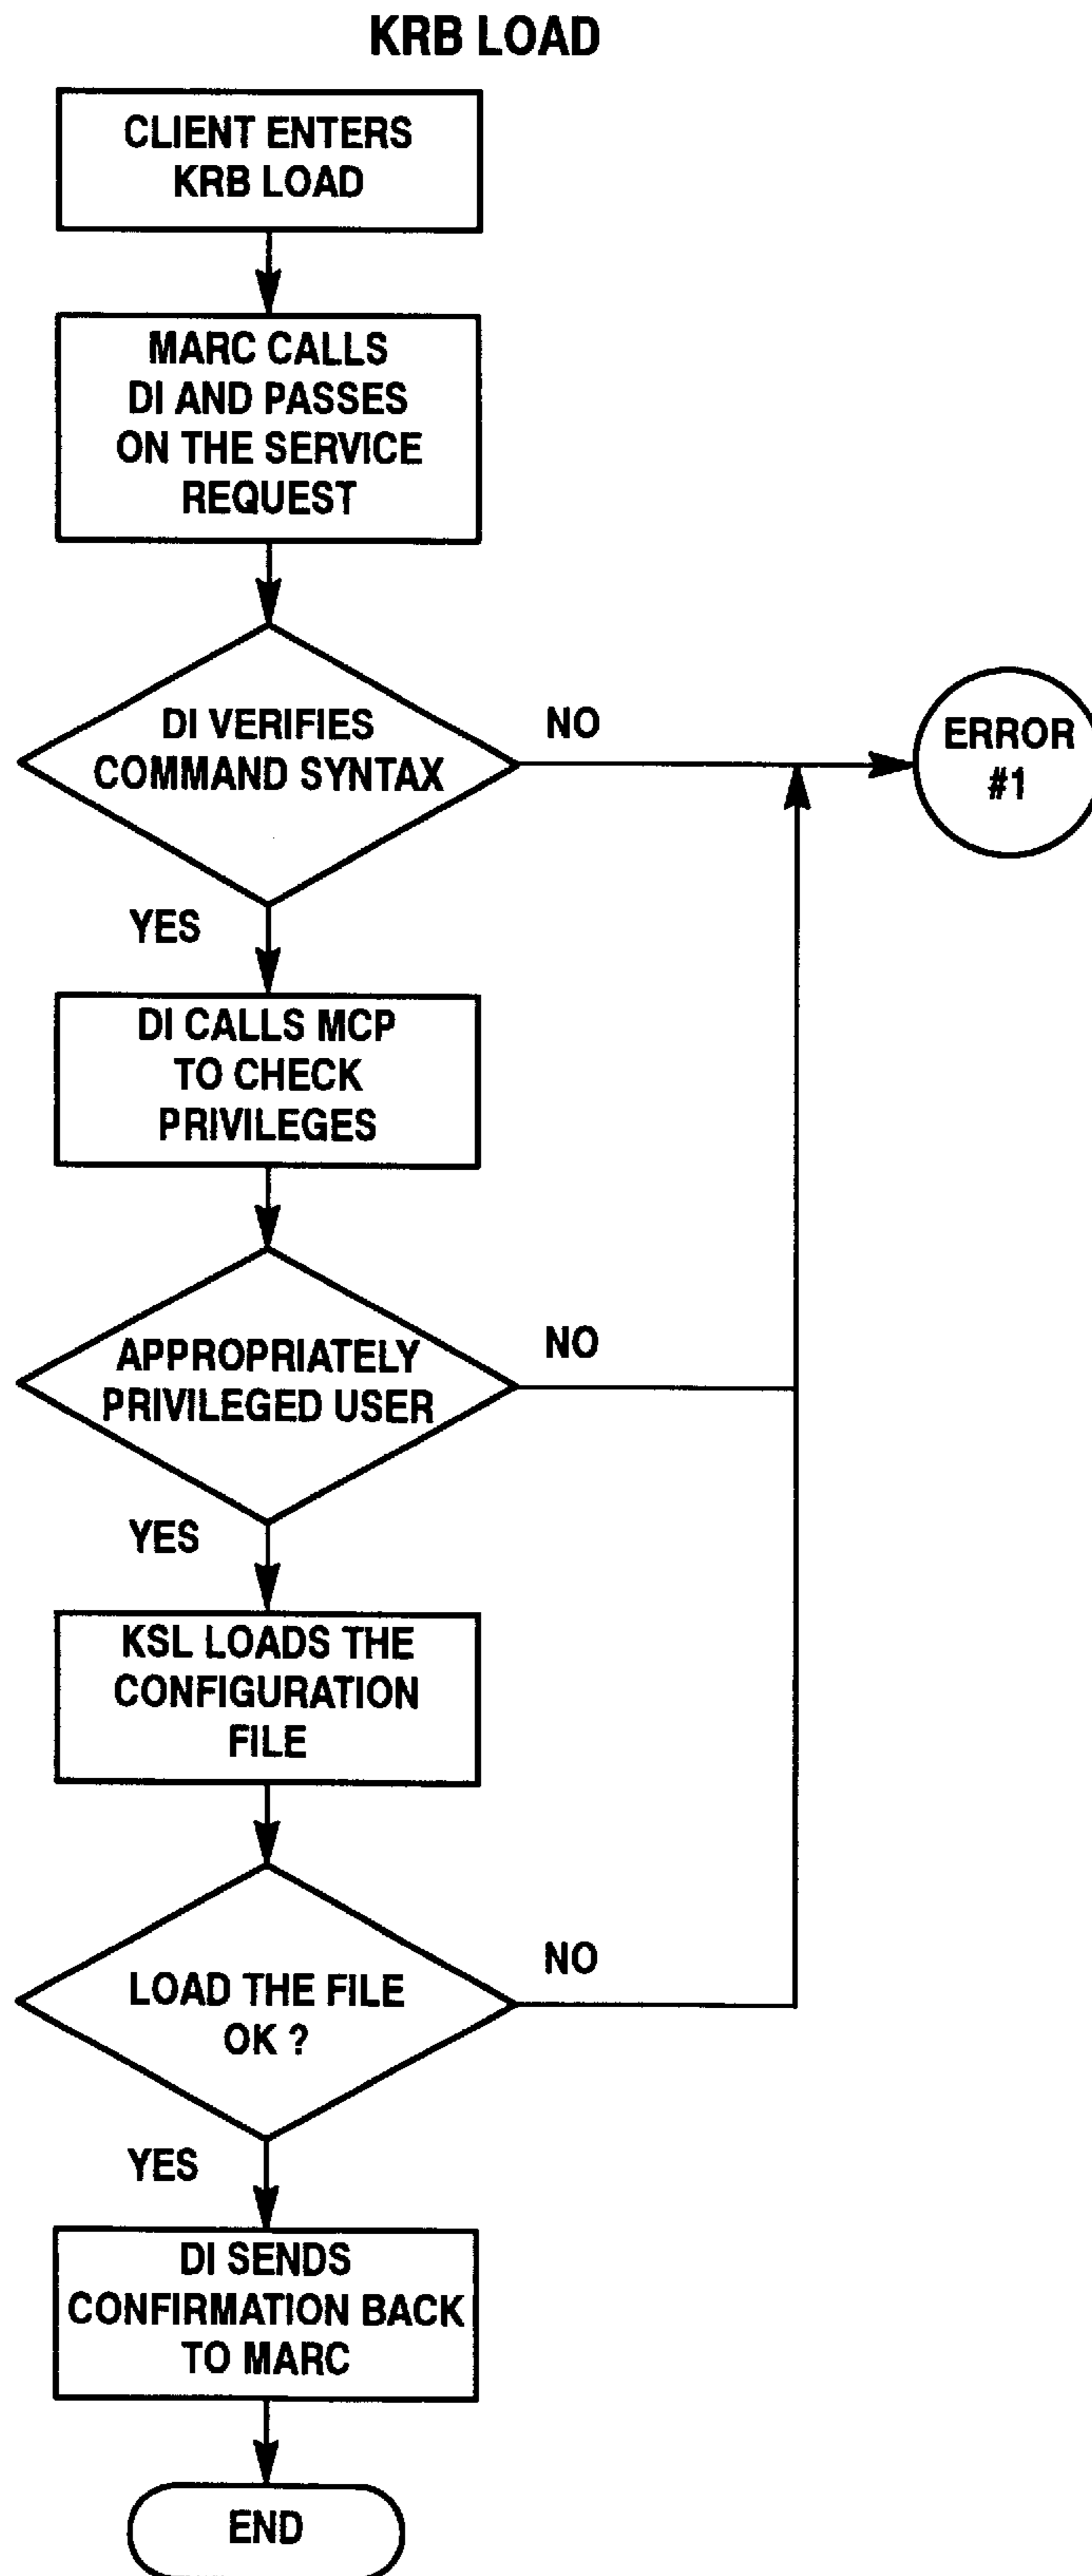 KRB LOAD
CLIENT ENTERS
KRB LOAD
MARC CALLS
DI AND PASSES
ON THE SERVICE
REQUEST
DI VERIFIES
COMMAND SYNTAX
NO
ERROR
#1
YES
DI CALLS MCP
TO CHECK
PRIVILEGES
APPROPRIATELY
PRIVILEGED USER
NO
YES
KSL LOADS THE
CONFIGURATION
FILE
LOAD THE FILE
OK ?
NO
YES
DI SENDS
CONFIRMATION BACK
TO MARC
END